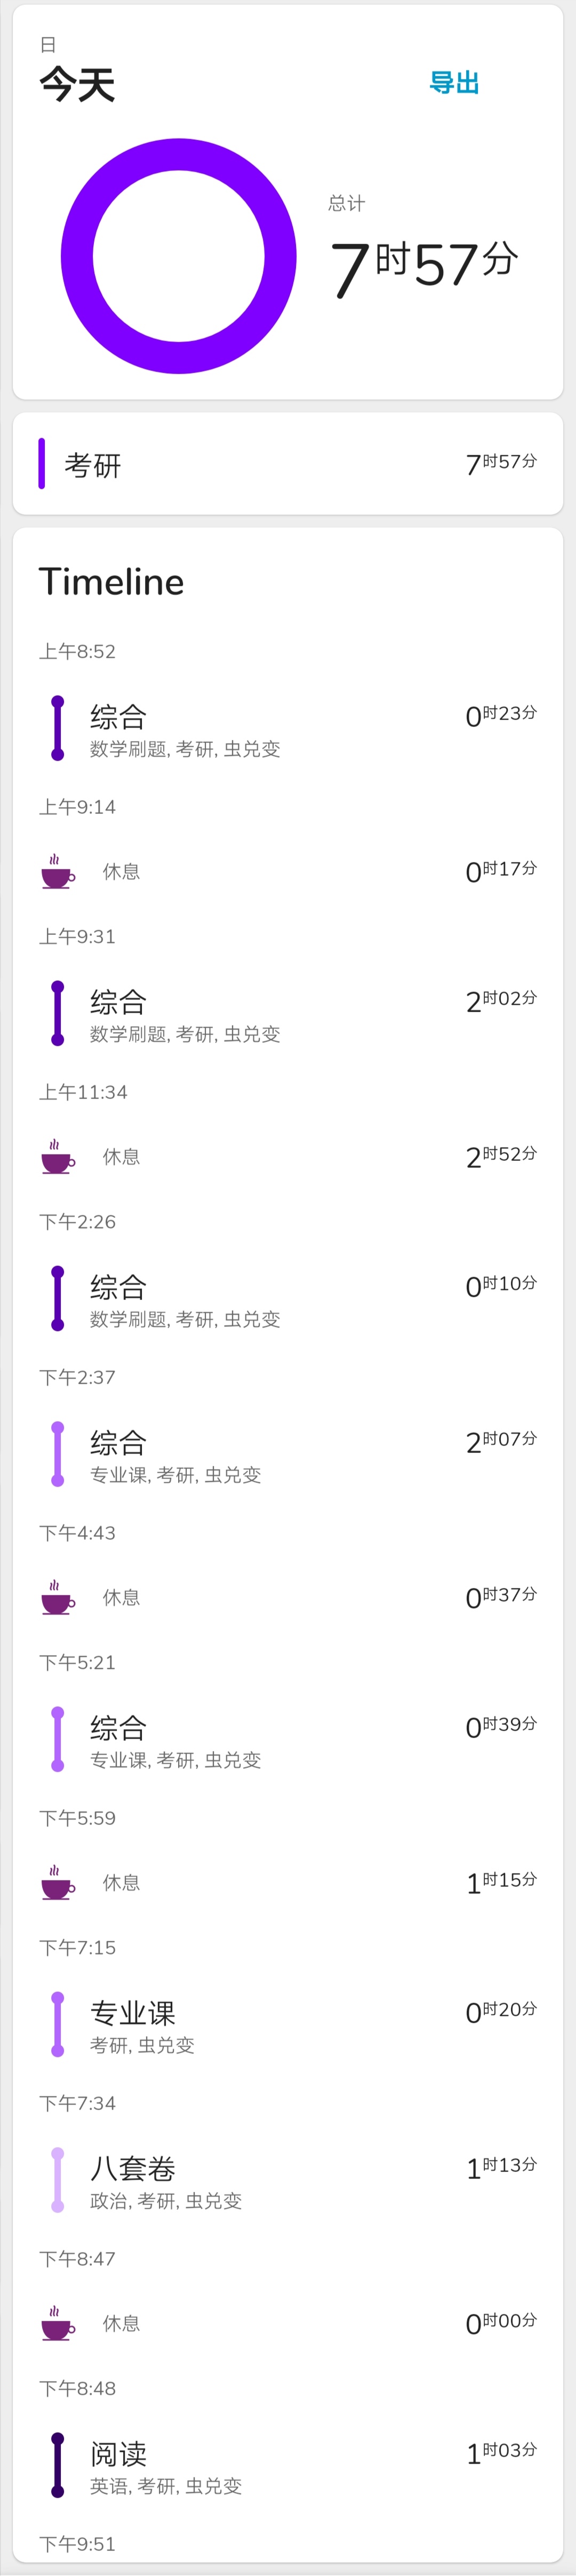 日
今天
导出
总计
7时57分
考研 7时57分
Timeline
上午8:52
综合 0时23分
数学刷题, 考研, 虫兑变
上午9:14
休息 0时17分
上午9:31
综合 2时02分
数学刷题, 考研, 虫兑变
上午11:34
休息 2时52分
下午2:26
综合 0时10分
数学刷题, 考研, 虫兑变
下午2:37
综合 2时07分
专业课, 考研, 虫兑变
下午4:43
休息 0时37分
下午5:21
综合 0时39分
专业课, 考研, 虫兑变
下午5:59
休息 1时15分
下午7:15
专业课 0时20分
考研, 虫兑变
下午7:34
八套卷 1时13分
政治, 考研, 虫兑变
下午8:47
休息 0时00分
下午8:48
阅读 1时03分
英语, 考研, 虫兑变
下午9:51